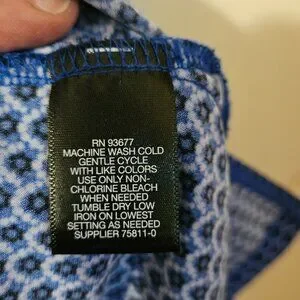 RN 93677
MACHINE WASH COLD
GENTLE CYCLE
WITH LIKE COLORS
USE ONLY NON-
CHLORINE BLEACH
WHEN NEEDED
TUMBLE DRY LOW
IRON ON LOWEST
SETTING AS NEEDED
SUPPLIER 75811-0